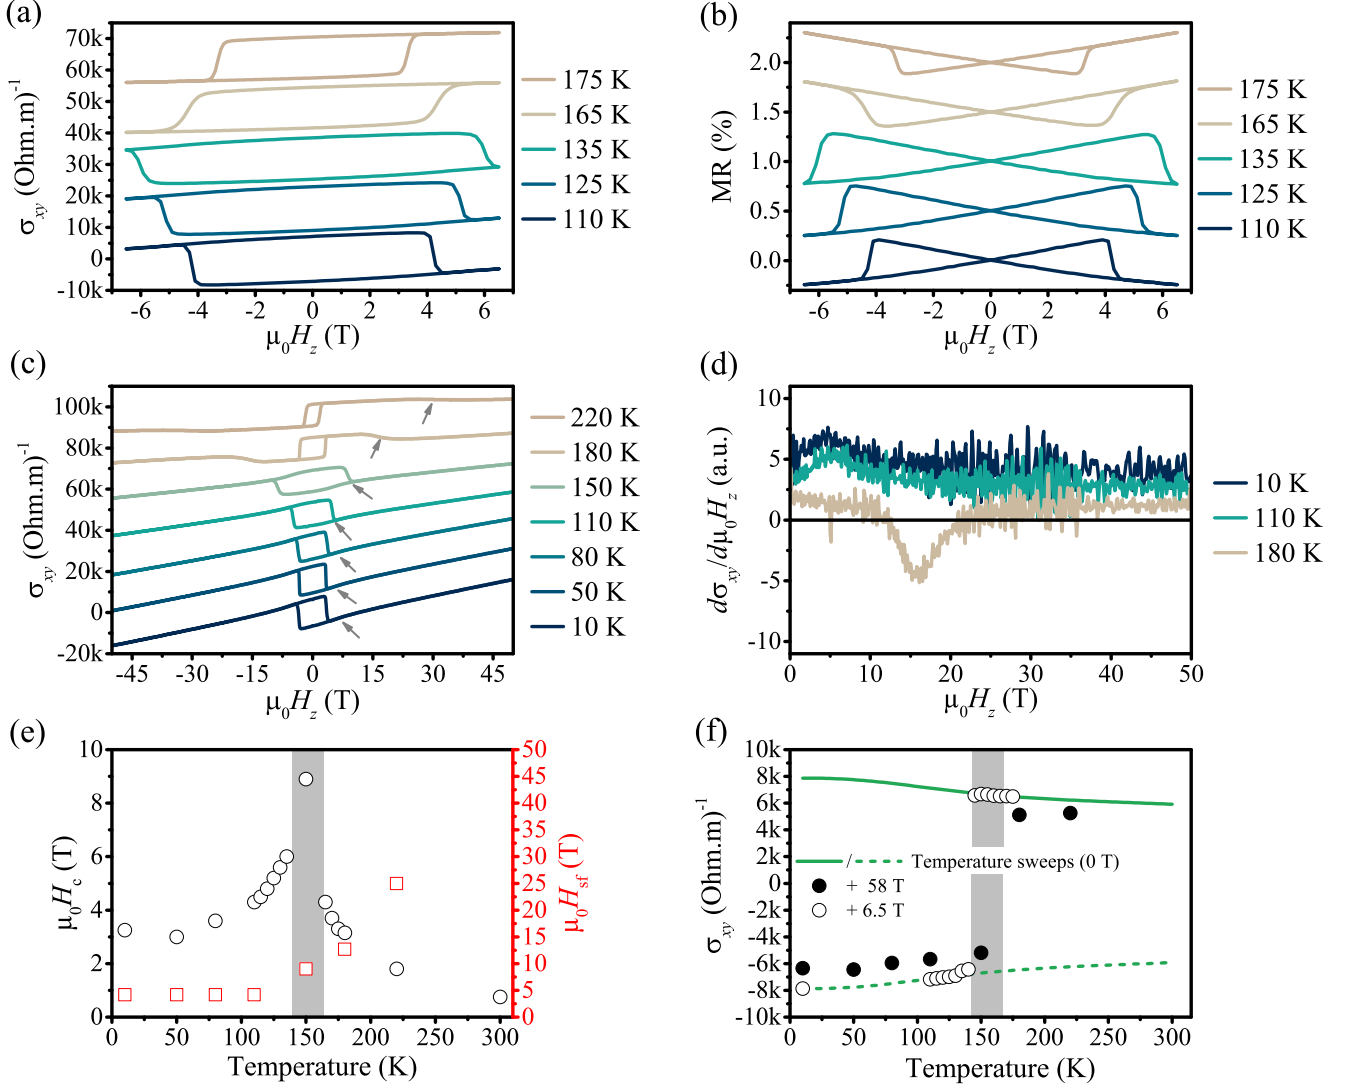 (a)
70k
60k
50k
40k
30k
20k
10k
0
-10k
σxy (Ohm.m)-1
-6 -4 -2 0 2 4 6
μ0Hz (T)
175 K
165 K
135 K
125 K
110 K
(b)
2.0
1.5
1.0
0.5
0.0
MR (%)
-6 -4 -2 0 2 4 6
μ0Hz (T)
175 K
165 K
135 K
125 K
110 K
(c)
100k
80k
60k
40k
20k
0
-20k
σxy (Ohm.m)-1
-45 -30 -15 0 15 30 45
μ0Hz (T)
220 K
180 K
150 K
110 K
80 K
50 K
10 K
(d)
10
5
0
-5
-10
dσxy/dμ0Hz (a.u.)
0 10 20 30 40 50
μ0Hz (T)
10 K
110 K
180 K
(e)
10
8
6
4
2
0
μ0Hc (T)
50
45
40
35
30
25
20
15
10
5
0
μ0Hsf (T)
0 50 100 150 200 250 300
Temperature (K)
(f)
10k
8k
6k
4k
2k
0
-2k
-4k
-6k
-8k
-10k
σxy (Ohm.m)-1
/ Temperature sweeps (0 T)
+ 58 T
+ 6.5 T
0 50 100 150 200 250 300
Temperature (K)